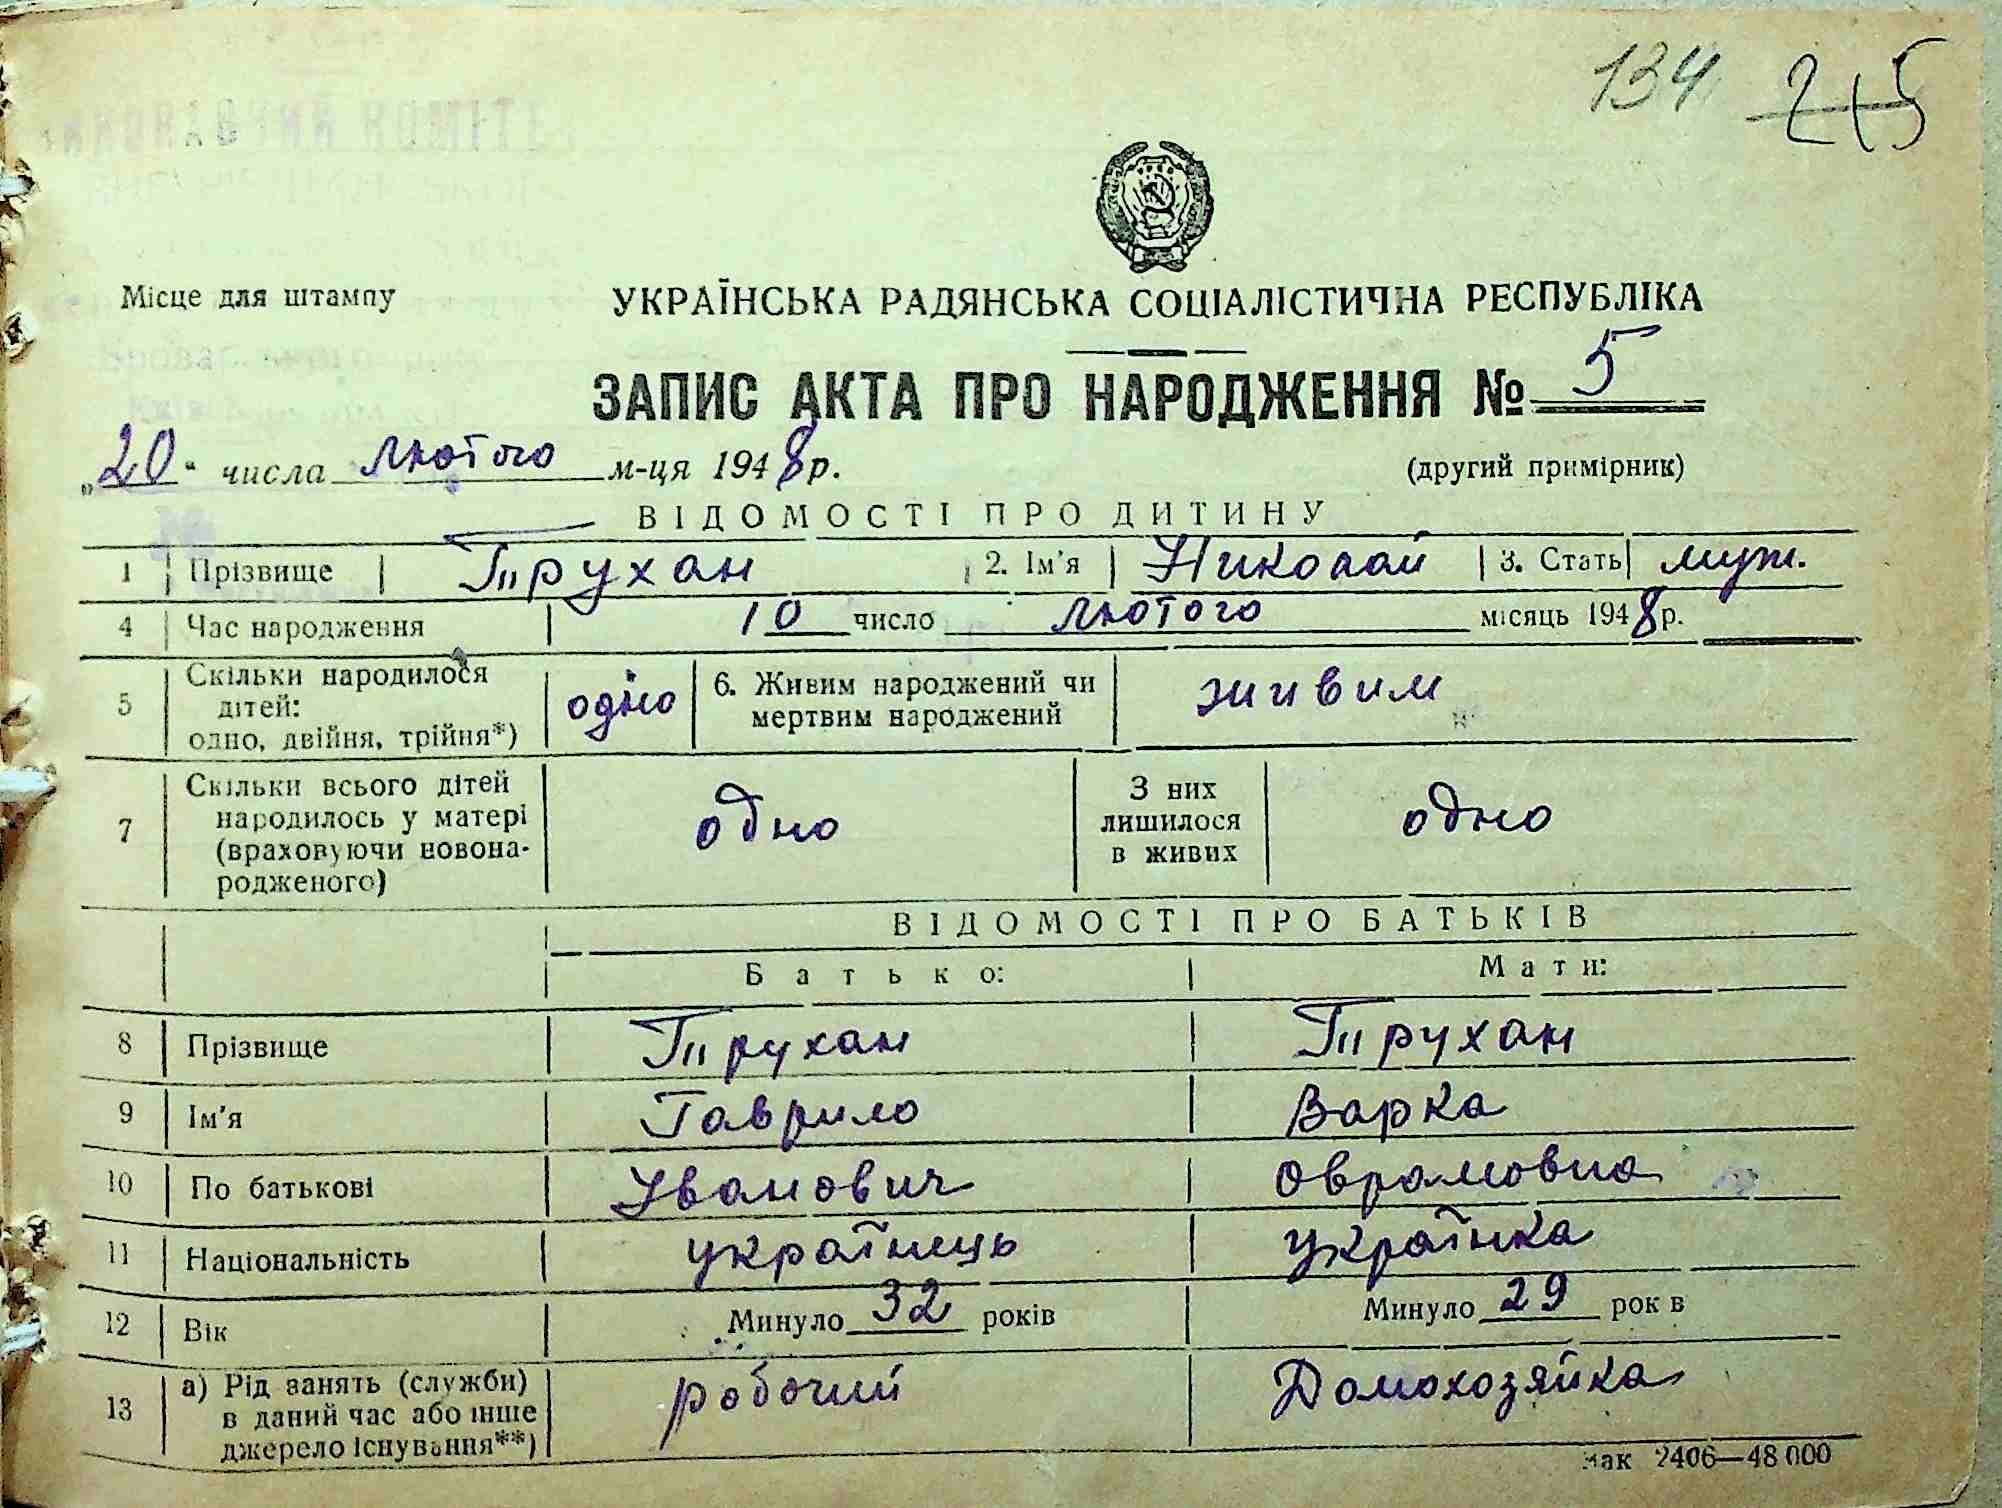 134 215
Місце для штампу
УКРАЇНСЬКА РАДЯНСЬКА СОЦІАЛІСТИЧНА РЕСПУБЛІКА
ЗАПИС АКТА ПРО НАРОДЖЕННЯ № 5
„20“ числа лютого м-ця 1948 р.
(другий примірник)
ВІДОМОСТІ ПРО ДИТИНУ
1 Прізвище Трухан 2. Ім'я Николай 3. Стать муж.
4 Час народження 10 число лютого місяць 1948 р.
5 Скільки народилося дітей: одно, двійня, трійня*) одно 6. Живим народжений чи мертвим народжений живим
7 Скільки всього дітей народилось у матері (враховуючи новонародженого) одно З них лишилося в живих одно
ВІДОМОСТІ ПРО БАТЬКІВ
Батько: Мати:
8 Прізвище Трухан Трухан
9 Ім'я Гаврило Варка
10 По батькові Іванович Оврамовна
11 Національність українець українка
12 Вік Минуло 32 років Минуло 29 рок в
13 а) Рід занять (служби) в даний час або інше джерело існування**) робочий Домохозяйка
зак 2406—48 000